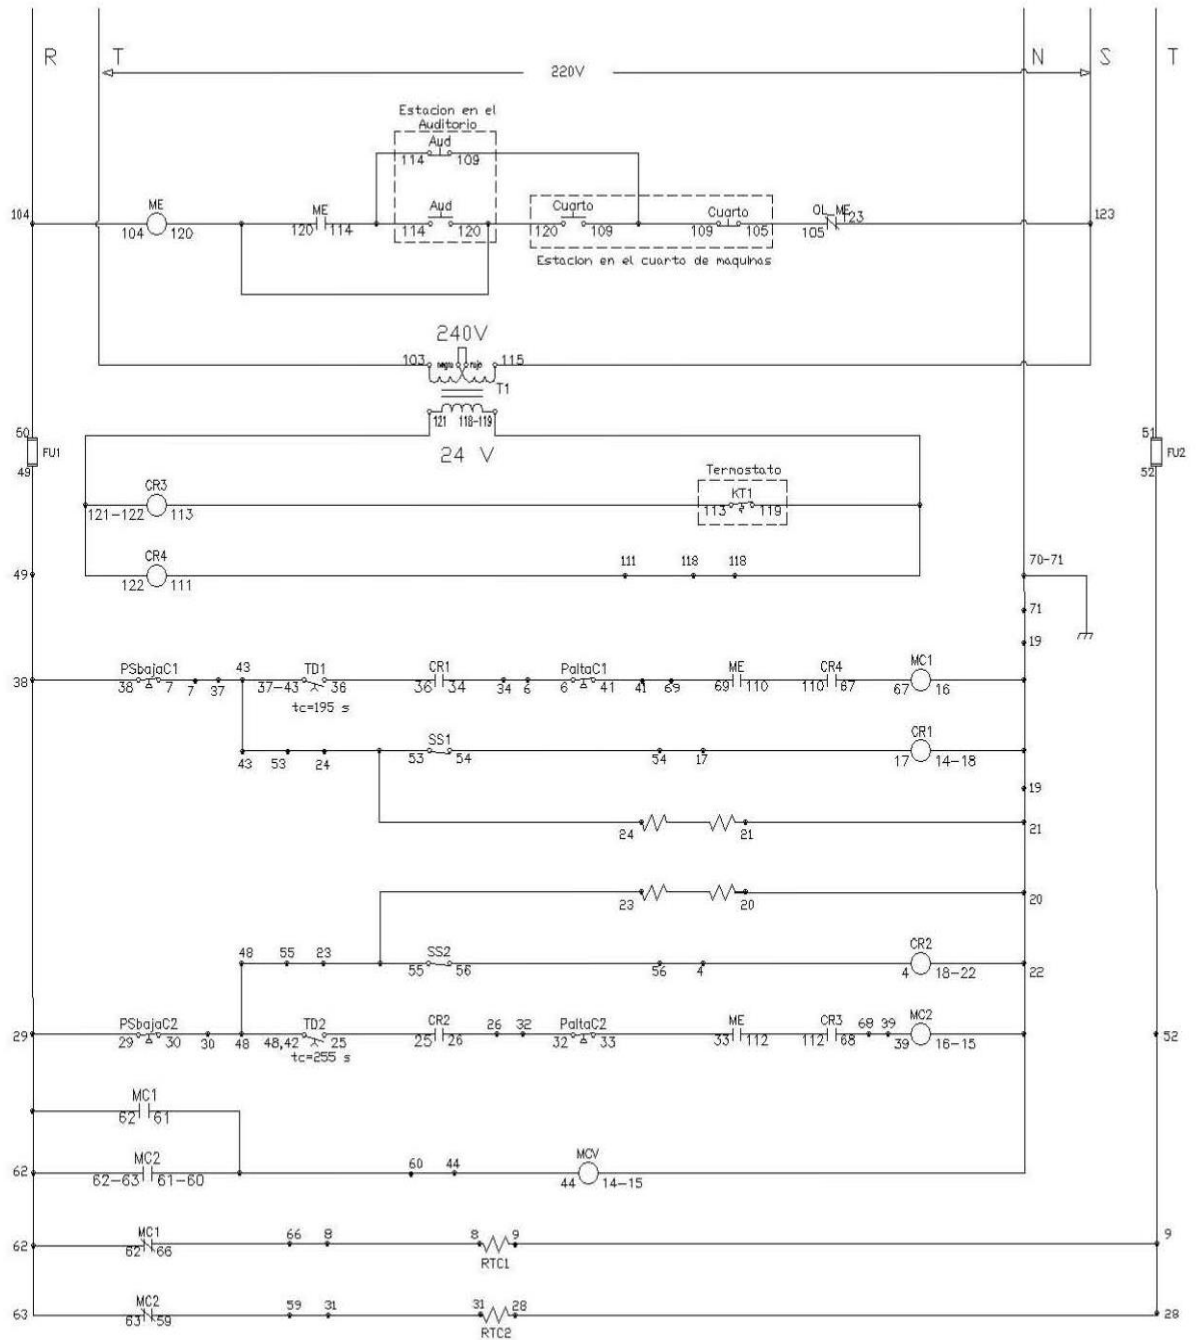 R T N S T
220V
Estacion en el
Auditorio
Aud
114 109
104 ME ME Aud Cuarto Cuarto OL_ME 123 123
104 120 120 114 114 120 120 109 109 105 105
Estacion en el cuarto de maquinas
240V
103 negro rojo 115
T1
121 118-119
50 51
FU1 24 V FU2
49 52
Termostato
CR3 KT1
121-122 113 113 119
CR4 111 118 118 70-71
49 122 111
71
19
PSbajaC1 43 TD1 CR1 PaltaC1 ME CR4 MC1
38 38 7 7 37 37-43 36 36 34 34 6 6 41 41 69 69 110 110 67 67 16
tc=195 s
SS1 CR1
43 53 24 53 54 54 17 17 14-18
19
24 21 21
23 20 20
48 55 23 SS2 CR2
55 56 56 4 4 18-22 22
PSbajaC2 TD2 CR2 26 32 PaltaC2 ME CR3 68 39 MC2
29 29 30 30 48 48,42 25 25 26 32 33 33 112 112 68 39 16-15 52
tc=255 s
MC1
62 61
MC2 60 44 MCV
62 62-63 61-60 44 14-15
MC1 66 8 8 9 9
62 62 66
RTC1
MC2 59 31 31 28 28
63 63 59
RTC2